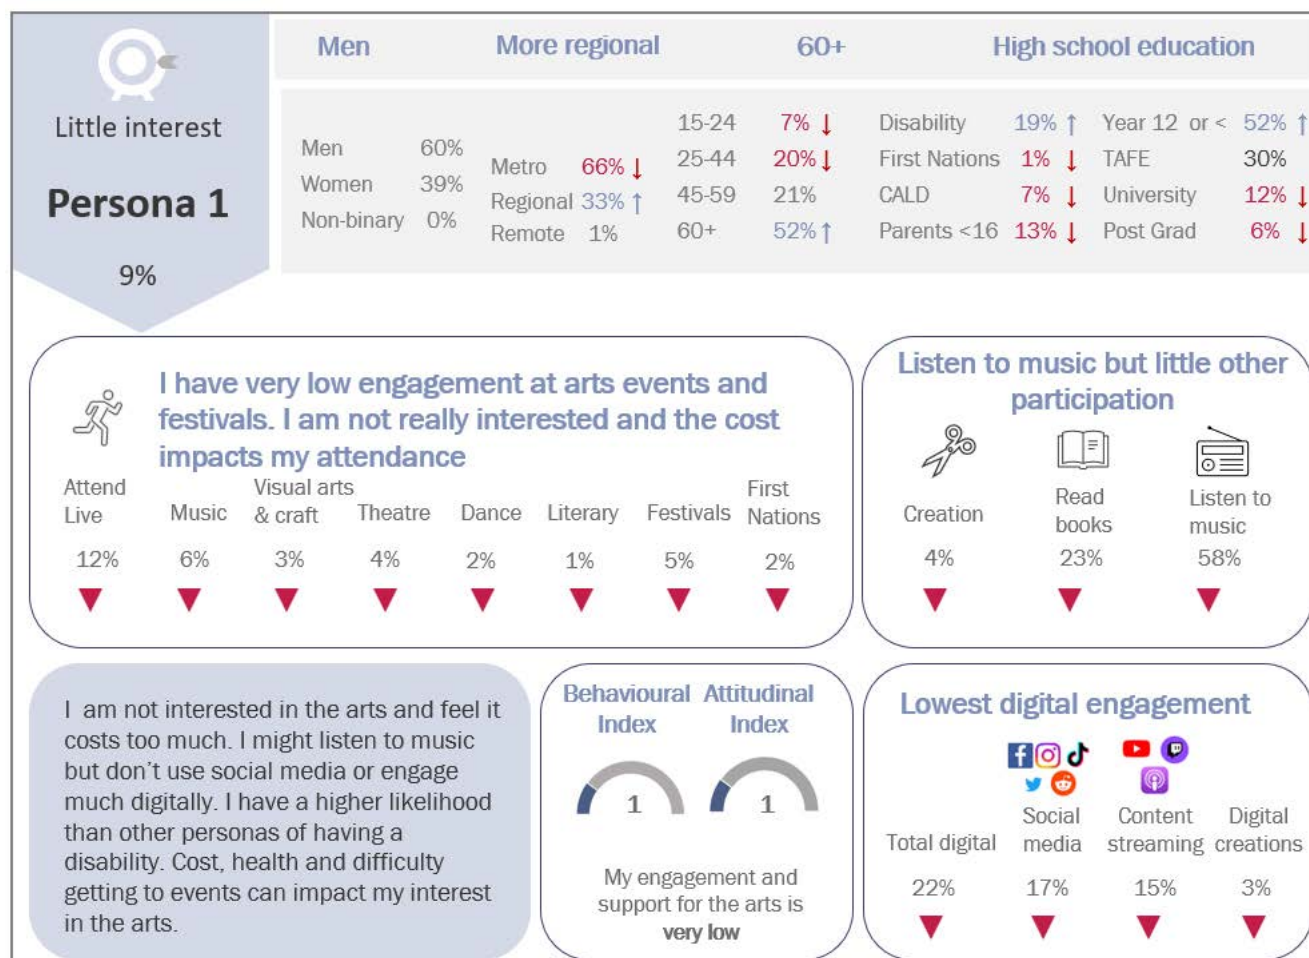 Little interest
Persona 1
9%
Men More regional 60+ High school education
Men 60%
Women 39%
Non-binary 0%
Metro 66% ↓
Regional 33% ↑
Remote 1%
15-24 7% ↓
25-44 20% ↓
45-59 21%
60+ 52% ↑
Disability 19% ↑
First Nations 1% ↓
CALD 7% ↓
Parents <16 13% ↓
Year 12 or < 52% ↑
TAFE 30%
University 12% ↓
Post Grad 6% ↓
I have very low engagement at arts events and
festivals. I am not really interested and the cost
impacts my attendance
Attend
Live
12%
Music
6%
Visual arts
& craft
3%
Theatre
4%
Dance
2%
Literary
1%
Festivals
5%
First
Nations
2%
Listen to music but little other
participation
Creation
4%
Read
books
23%
Listen to
music
58%
I am not interested in the arts and feel it
costs too much. I might listen to music
but don't use social media or engage
much digitally. I have a higher likelihood
than other personas of having a
disability. Cost, health and difficulty
getting to events can impact my interest
in the arts.
Behavioural
Index
1
Attitudinal
Index
1
My engagement and
support for the arts is
very low
Lowest digital engagement
Total digital
22%
Social
media
17%
Content
streaming
15%
Digital
creations
3%